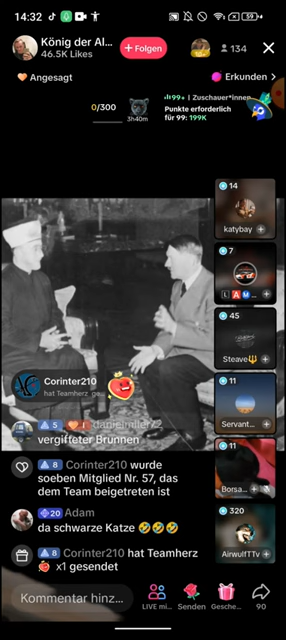 14:32
59
König der Al...
46.5K Likes
+ Folgen
134
Angesagt
Erkunden >
0/300
3h40m
99+ | Zuschauer*innen
Punkte erforderlich
für 99: 199K
14
katybay
7
L A M...
45
Steave
11
Servant...
11
Borsa...
320
AirwulfTTv
Corinter210
hat Teamherz
5
danielmiller72
vergifteter Brunnen
8 Corinter210 wurde
soeben Mitglied Nr. 57, das
dem Team beigetreten ist
20 Adam
da schwarze Katze 🤣🤣🤣
8 Corinter210 hat Teamherz
x1 gesendet
Kommentar hinz...
LIVE mi...
Senden
Gesche...
90